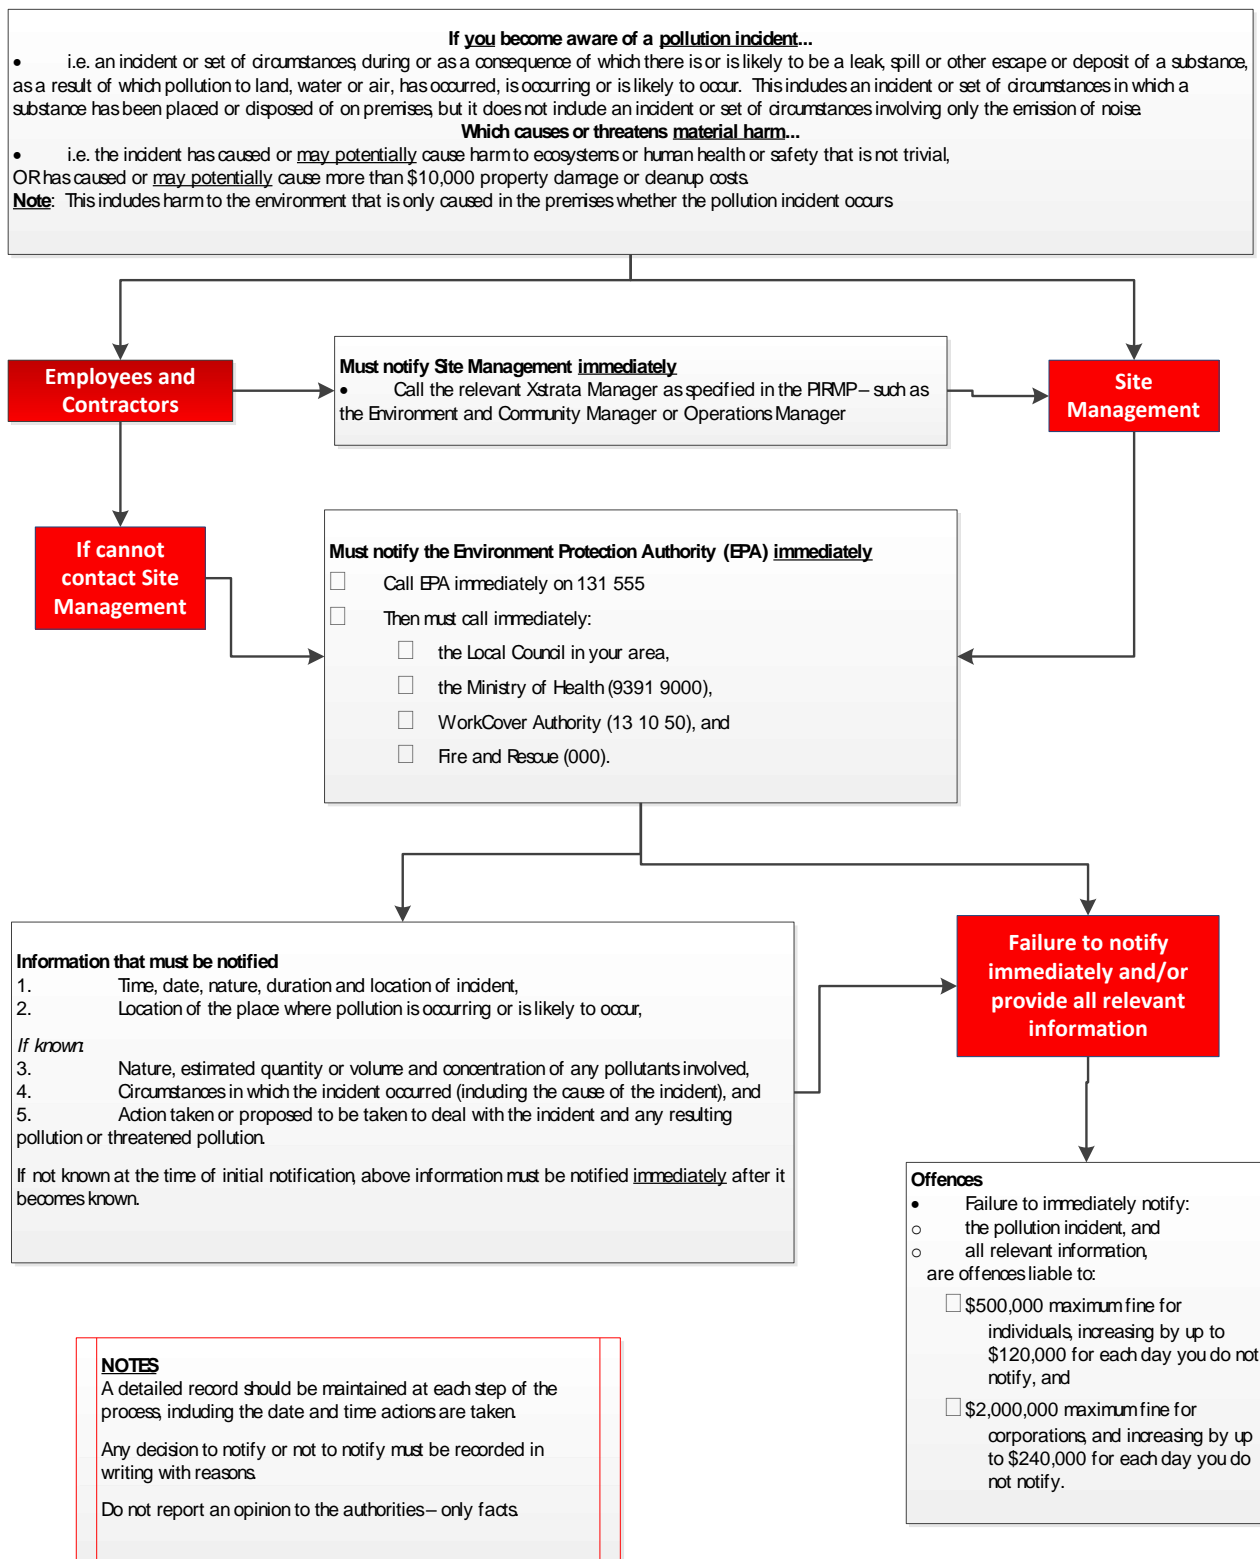 If you become aware of a pollution incident...
• i.e. an incident or set of circumstances, during or as a consequence of which there is or is likely to be a leak, spill or other escape or deposit of a substance,
as a result of which pollution to land, water or air, has occurred, is occurring or is likely to occur. This includes an incident or set of circumstances in which a
substance has been placed or disposed of on premises, but it does not include an incident or set of circumstances involving only the emission of noise.
Which causes or threatens material harm...
• i.e. the incident has caused or may potentially cause harm to ecosystems or human health or safety that is not trivial,
OR has caused or may potentially cause more than $10,000 property damage or cleanup costs.
Note: This includes harm to the environment that is only caused in the premises whether the pollution incident occurs
Employees and
Contractors
Must notify Site Management immediately
• Call the relevant Xstrata Manager as specified in the PIRMP – such as
the Environment and Community Manager or Operations Manager
Site
Management
If cannot
contact Site
Management
Must notify the Environment Protection Authority (EPA) immediately
Call EPA immediately on 131 555
Then must call immediately:
the Local Council in your area,
the Ministry of Health (9391 9000),
WorkCover Authority (13 10 50), and
Fire and Rescue (000).
Information that must be notified
1. Time, date, nature, duration and location of incident,
2. Location of the place where pollution is occurring or is likely to occur,
If known:
3. Nature, estimated quantity or volume and concentration of any pollutants involved,
4. Circumstances in which the incident occurred (including the cause of the incident), and
5. Action taken or proposed to be taken to deal with the incident and any resulting
pollution or threatened pollution.
If not known at the time of initial notification, above information must be notified immediately after it
becomes known.
Failure to notify
immediately and/or
provide all relevant
information
Offences
• Failure to immediately notify:
o the pollution incident, and
o all relevant information,
are offences liable to:
$500,000 maximum fine for
individuals, increasing by up to
$120,000 for each day you do not
notify, and
$2,000,000 maximum fine for
corporations, and increasing by up
to $240,000 for each day you do
not notify.
NOTES
A detailed record should be maintained at each step of the
process, including the date and time actions are taken.
Any decision to notify or not to notify must be recorded in
writing with reasons.
Do not report an opinion to the authorities – only facts.